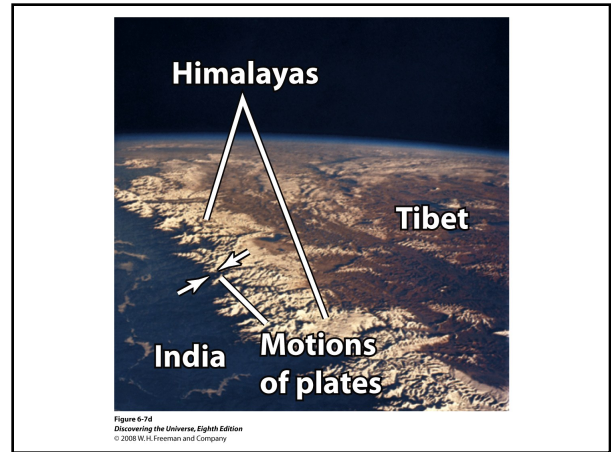 Himalayas
Tibet
India
Motions
of plates
Figure 6-7d
Discovering the Universe, Eighth Edition
© 2008 W. H. Freeman and Company